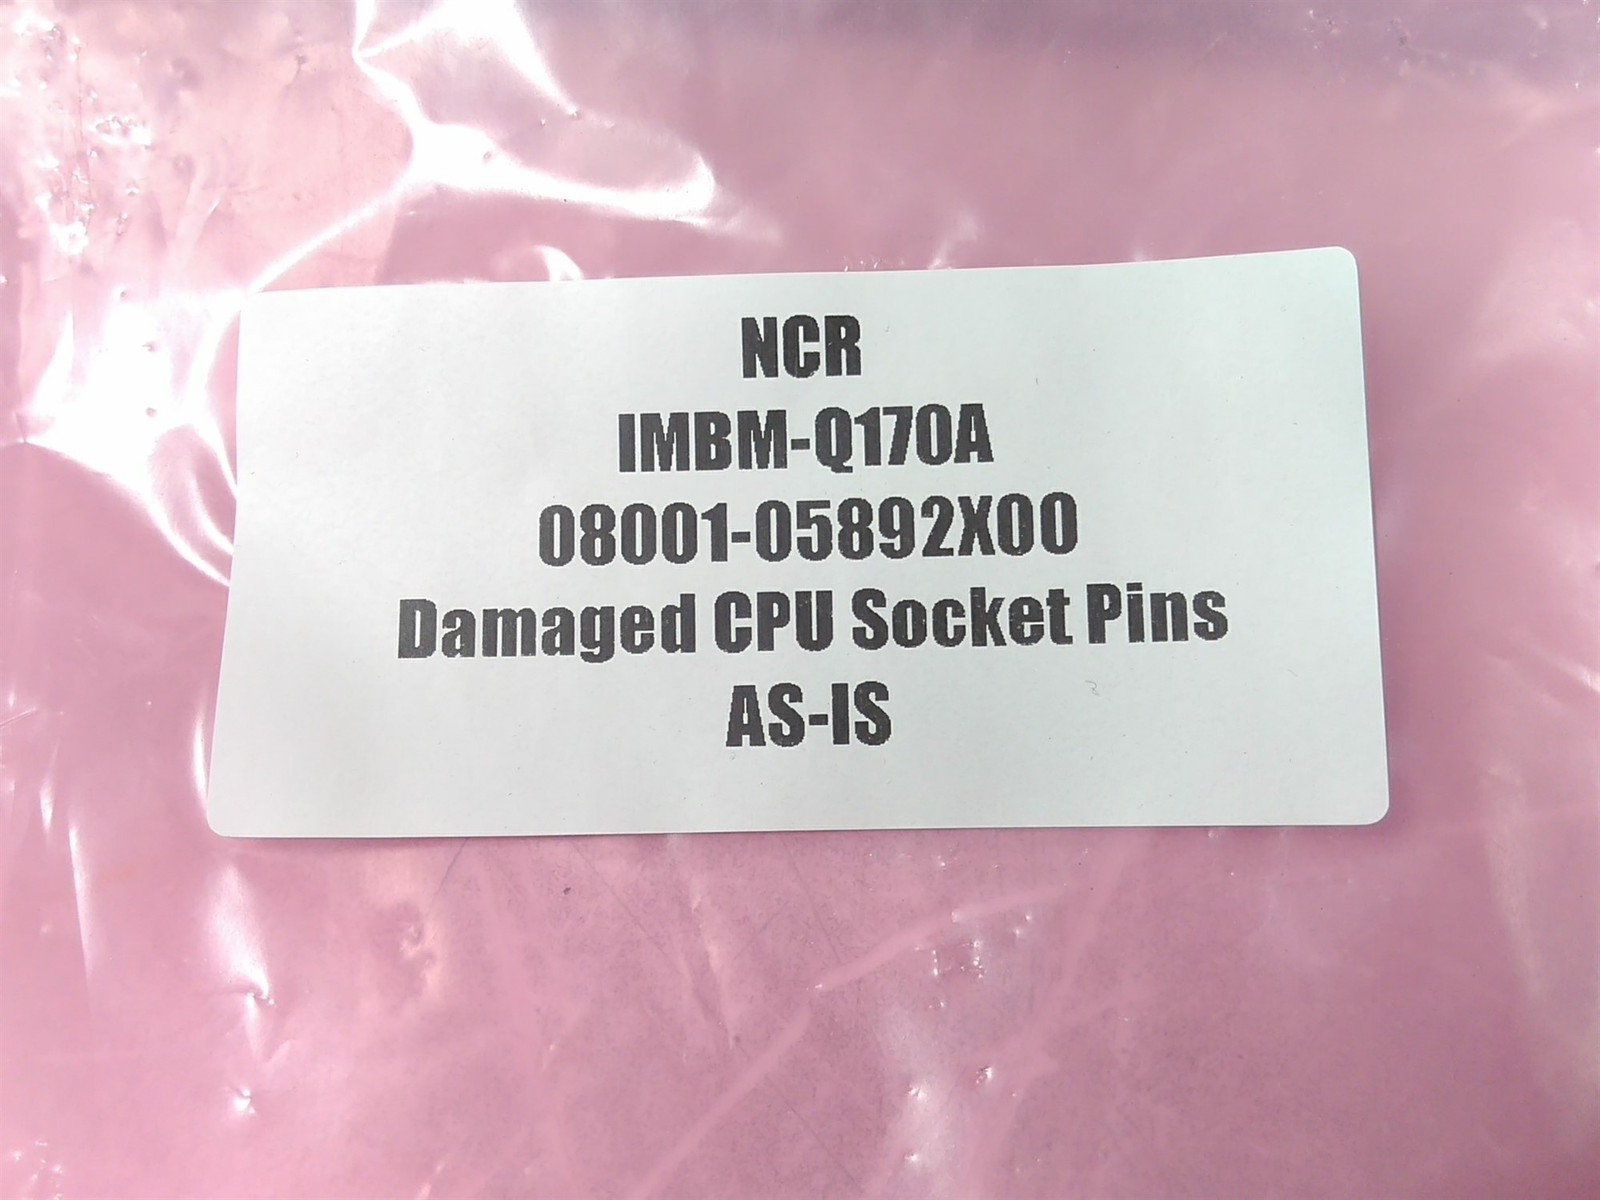 NCR
IMBM-Q170A
08001-05892X00
Damaged CPU Socket Pins
AS-IS